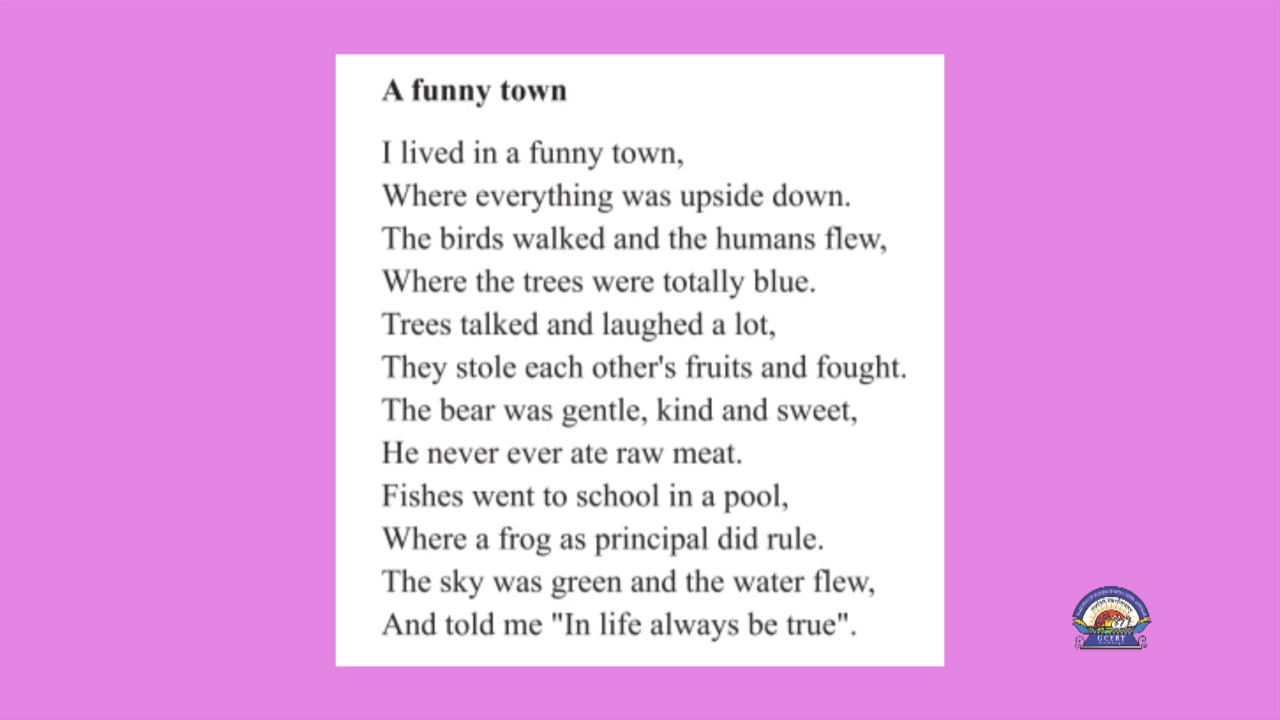 A funny town
I lived in a funny town,
Where everything was upside down.
The birds walked and the humans flew,
Where the trees were totally blue.
Trees talked and laughed a lot,
They stole each other's fruits and fought.
The bear was gentle, kind and sweet,
He never ever ate raw meat.
Fishes went to school in a pool,
Where a frog as principal did rule.
The sky was green and the water flew,
And told me "In life always be true".
GCERT